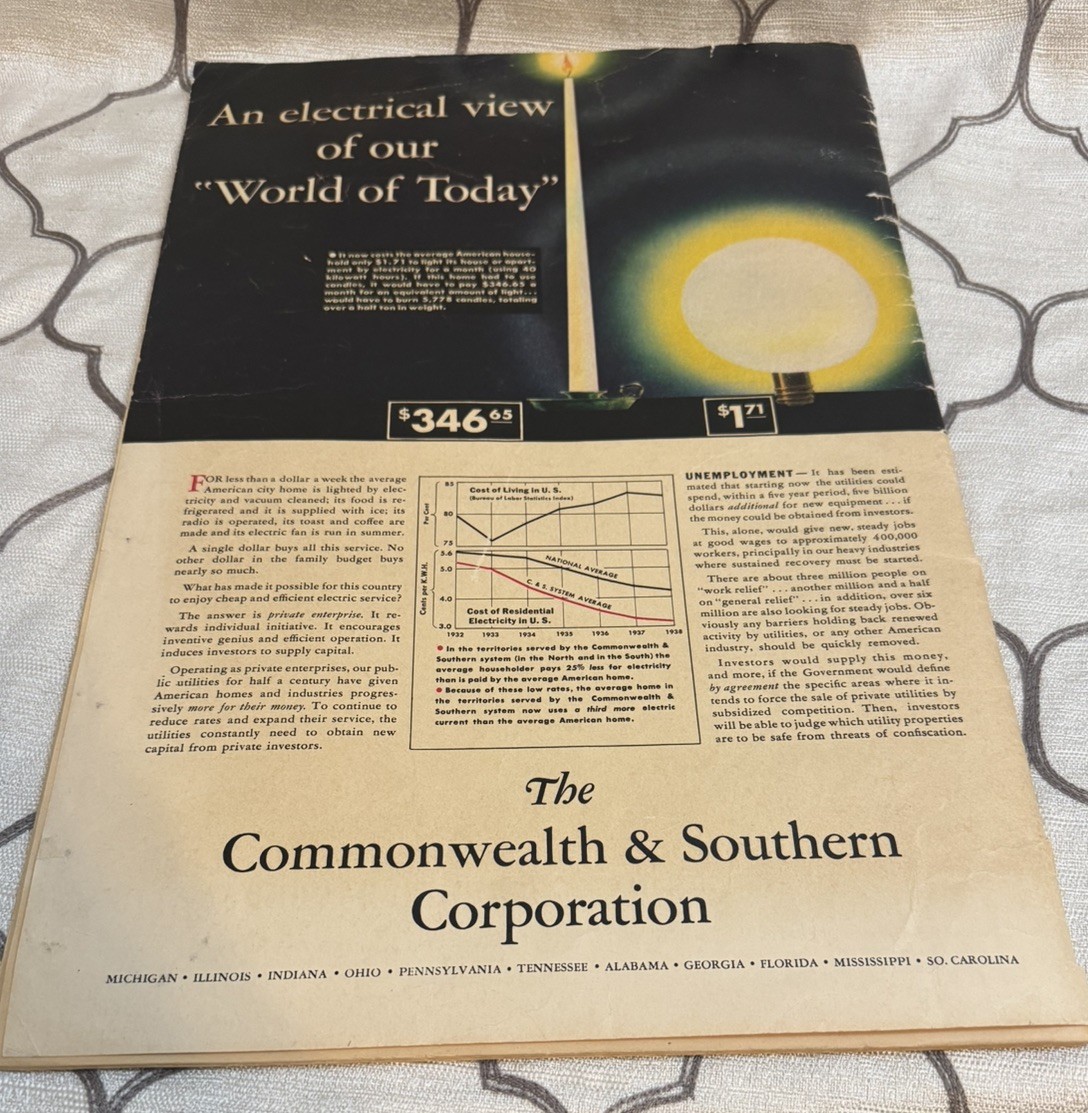 An electrical view
of our
“World of Today”
● It now costs the average American house-
hold only $1.71 to light its house or apart-
ment by electricity for a month (using 40
kilowatt hours). If this home had to use
candles, it would have to pay $346.65 a
month for an equivalent amount of light...
would have to burn 5,778 candles, totaling
over a half ton in weight.
$346 65
$1 71
FOR less than a dollar a week the average
American city home is lighted by elec-
tricity and vacuum cleaned; its food is re-
frigerated and it is supplied with ice; its
radio is operated, its toast and coffee are
made and its electric fan is run in summer.
A single dollar buys all this service. No
other dollar in the family budget buys
nearly so much.
What has made it possible for this country
to enjoy cheap and efficient electric service?
The answer is private enterprise. It re-
wards individual initiative. It encourages
inventive genius and efficient operation. It
induces investors to supply capital.
Operating as private enterprises, our pub-
lic utilities for half a century have given
American homes and industries progres-
sively more for their money. To continue to
reduce rates and expand their service, the
utilities constantly need to obtain new
capital from private investors.
85
Cost of Living in U. S.
(Bureau of Labor Statistics Index)
Per Cent
80
75
5.6
NATIONAL AVERAGE
5.0
C. & S. SYSTEM AVERAGE
Cents per K.W.H.
4.0
Cost of Residential
Electricity in U. S.
3.0
1932 1933 1934 1935 1936 1937 1938
● In the territories served by the Commonwealth &
Southern system (in the North and in the South) the
average householder pays 25% less for electricity
than is paid by the average American home.
● Because of these low rates, the average home in
the territories served by the Commonwealth &
Southern system now uses a third more electric
current than the average American home.
UNEMPLOYMENT — It has been esti-
mated that starting now the utilities could
spend, within a five year period, five billion
dollars additional for new equipment . . . if
the money could be obtained from investors.
This, alone, would give new, steady jobs
at good wages to approximately 400,000
workers, principally in our heavy industries
where sustained recovery must be started.
There are about three million people on
“work relief” . . . another million and a half
on “general relief” . . . in addition, over six
million are also looking for steady jobs. Ob-
viously any barriers holding back renewed
activity by utilities, or any other American
industry, should be quickly removed.
Investors would supply this money,
and more, if the Government would define
by agreement the specific areas where it in-
tends to force the sale of private utilities by
subsidized competition. Then, investors
will be able to judge which utility properties
are to be safe from threats of confiscation.
The
Commonwealth & Southern
Corporation
MICHIGAN • ILLINOIS • INDIANA • OHIO • PENNSYLVANIA • TENNESSEE • ALABAMA • GEORGIA • FLORIDA • MISSISSIPPI • SO. CAROLINA